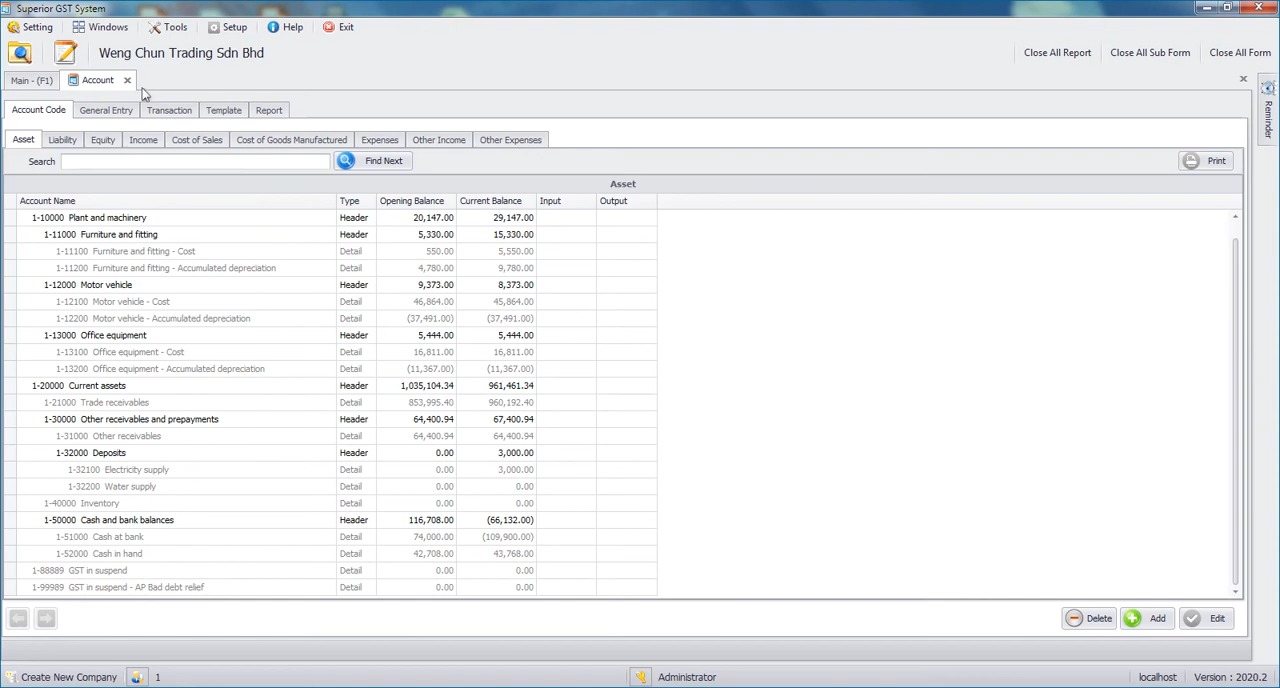 Superior GST System
Setting Windows Tools Setup Help Exit
Weng Chun Trading Sdn Bhd Close All Report Close All Sub Form Close All Form
Main - (F1) Account
Account Code General Entry Transaction Template Report
Asset Liability Equity Income Cost of Sales Cost of Goods Manufactured Expenses Other Income Other Expenses
Search Find Next Print
Reminder
Asset
Account Name Type Opening Balance Current Balance Input Output
1-10000 Plant and machinery Header 20,147.00 29,147.00
1-11000 Furniture and fitting Header 5,330.00 15,330.00
1-11100 Furniture and fitting - Cost Detail 550.00 5,550.00
1-11200 Furniture and fitting - Accumulated depreciation Detail 4,780.00 9,780.00
1-12000 Motor vehicle Header 9,373.00 8,373.00
1-12100 Motor vehicle - Cost Detail 46,864.00 45,864.00
1-12200 Motor vehicle - Accumulated depreciation Detail (37,491.00) (37,491.00)
1-13000 Office equipment Header 5,444.00 5,444.00
1-13100 Office equipment - Cost Detail 16,811.00 16,811.00
1-13200 Office equipment - Accumulated depreciation Detail (11,367.00) (11,367.00)
1-20000 Current assets Header 1,035,104.34 961,461.34
1-21000 Trade receivables Detail 853,995.40 960,192.40
1-30000 Other receivables and prepayments Header 64,400.94 67,400.94
1-31000 Other receivables Detail 64,400.94 64,400.94
1-32000 Deposits Header 0.00 3,000.00
1-32100 Electricity supply Detail 0.00 3,000.00
1-32200 Water supply Detail 0.00 0.00
1-40000 Inventory Detail 0.00 0.00
1-50000 Cash and bank balances Header 116,708.00 (66,132.00)
1-51000 Cash at bank Detail 74,000.00 (109,900.00)
1-52000 Cash in hand Detail 42,708.00 43,768.00
1-88889 GST in suspend Detail 0.00 0.00
1-99989 GST in suspend - AP Bad debt relief Detail 0.00 0.00
Delete Add Edit
Create New Company 1 Administrator localhost Version : 2020.2